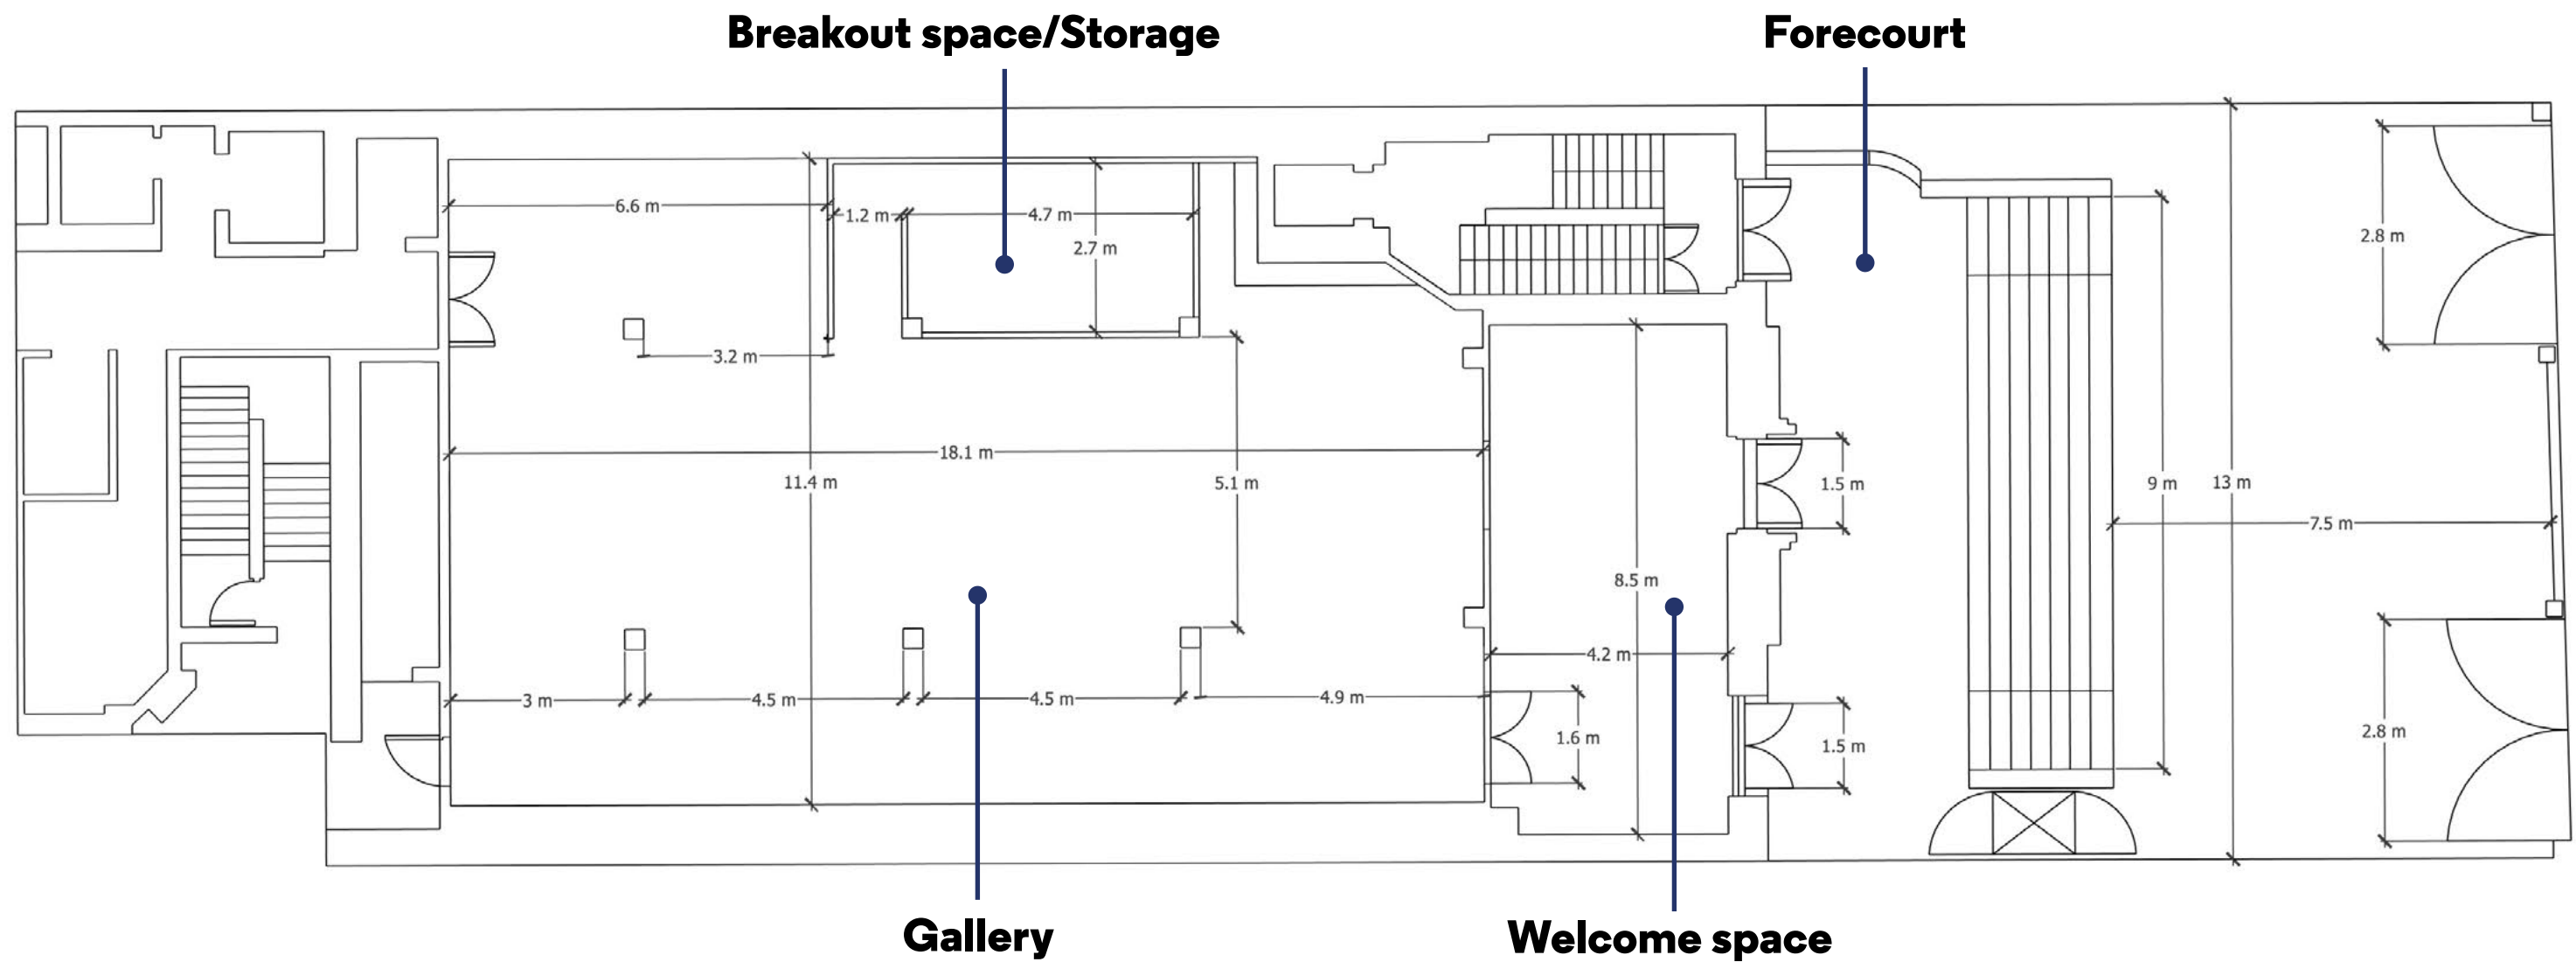 Breakout space/Storage
Forecourt
6.6 m
1.2 m
4.7 m
2.7 m
2.8 m
3.2 m
18.1 m
11.4 m
5.1 m
1.5 m
9 m
13 m
7.5 m
8.5 m
4.2 m
3 m
4.5 m
4.5 m
4.9 m
1.6 m
1.5 m
2.8 m
Gallery
Welcome space